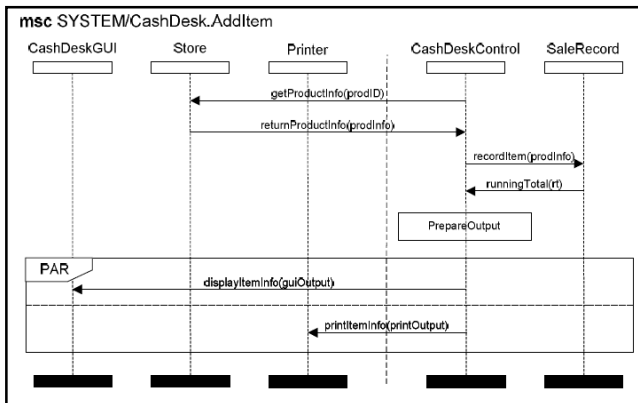 msc SYSTEM/CashDesk.AddItem
CashDeskGUI Store Printer CashDeskControl SaleRecord
getProductInfo(prodID)
returnProductInfo(prodInfo)
recordItem(prodInfo)
runningTotal(rt)
PrepareOutput
PAR
displayItemInfo(guiOutput)
printItemInfo(printOutput)